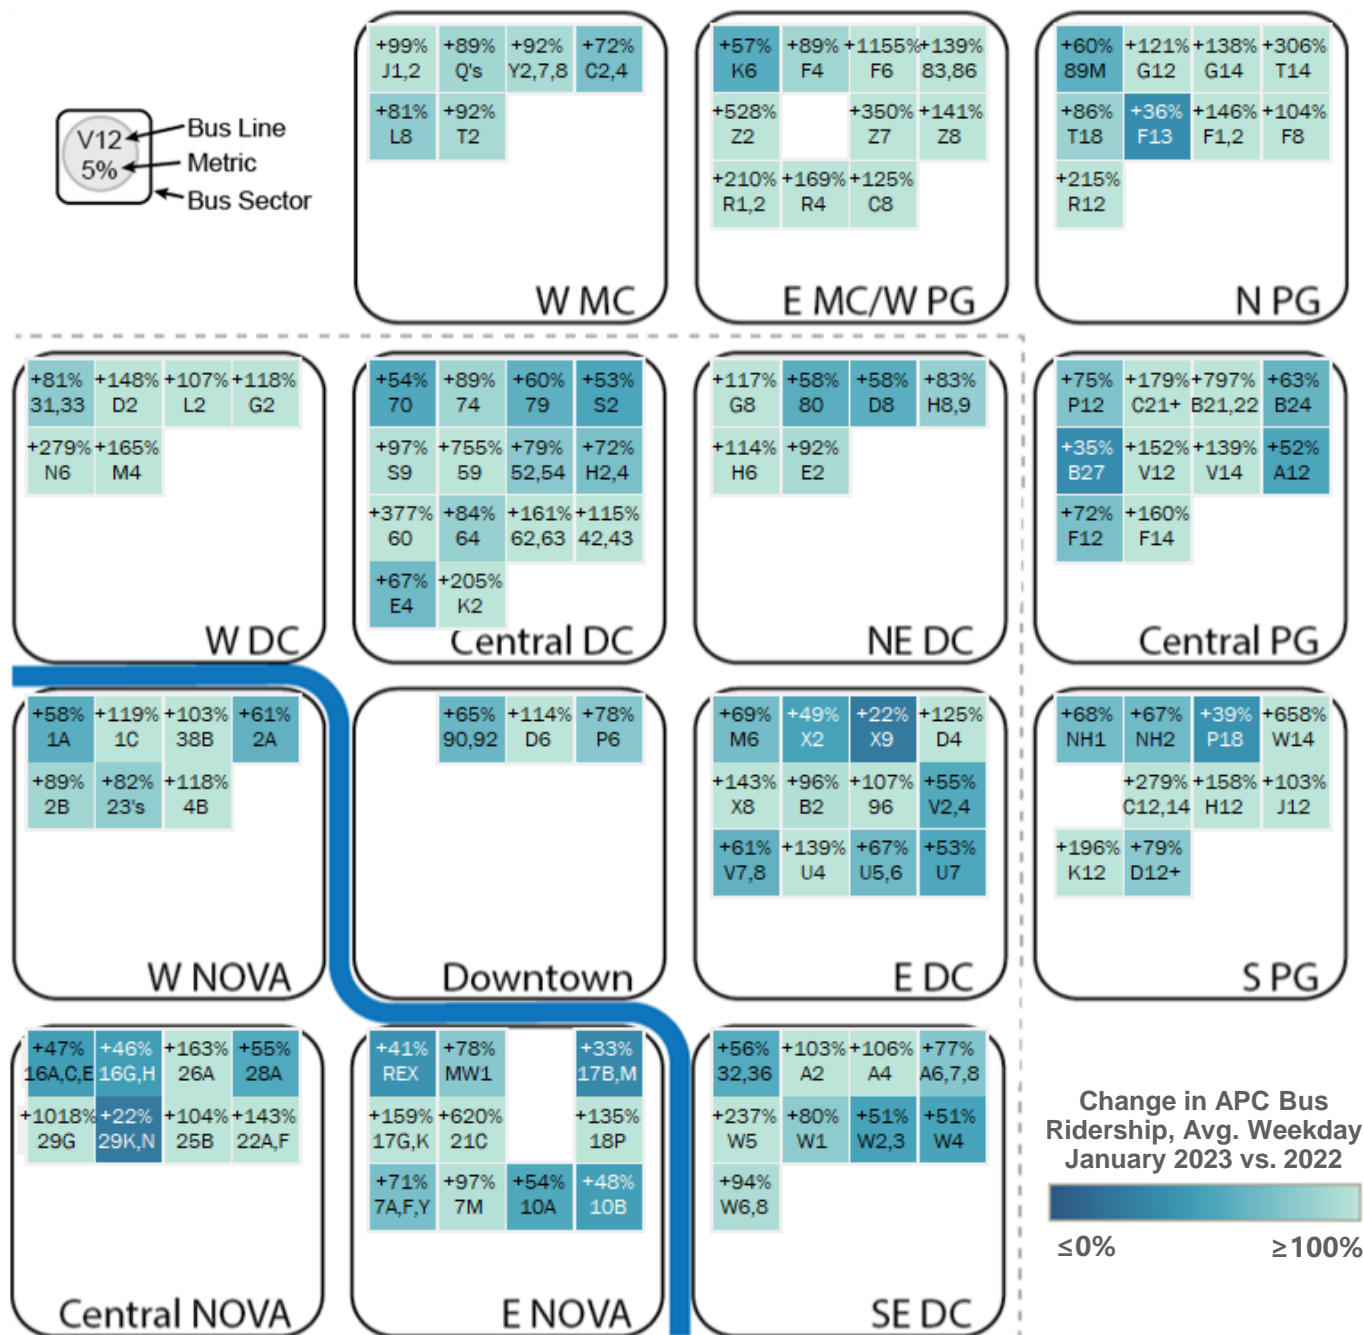 V12
5%
Bus Line
Metric
Bus Sector
+99% +89% +92% +72%
J1,2 Q's Y2,7,8 C2,4
+81% +92%
L8 T2
W MC
+57% +89% +1155% +139%
K6 F4 F6 83,86
+528% +350% +141%
Z2 Z7 Z8
+210% +169% +125%
R1,2 R4 C8
E MC/W PG
+60% +121% +138% +306%
89M G12 G14 T14
+86% +36% +146% +104%
T18 F13 F1,2 F8
+215%
R12
N PG
+81% +148% +107% +118%
31,33 D2 L2 G2
+279% +165%
N6 M4
W DC
+54% +89% +60% +53%
70 74 79 S2
+97% +755% +79% +72%
S9 59 52,54 H2,4
+377% +84% +161% +115%
60 64 62,63 42,43
+67% +205%
E4 K2
Central DC
+117% +58% +58% +83%
G8 80 D8 H8,9
+114% +92%
H6 E2
NE DC
+75% +179% +797% +63%
P12 C21+ B21,22 B24
+35% +152% +139% +52%
B27 V12 V14 A12
+72% +160%
F12 F14
Central PG
+58% +119% +103% +61%
1A 1C 38B 2A
+89% +82% +118%
2B 23's 4B
W NOVA
+65% +114% +78%
90,92 D6 P6
Downtown
+69% +49% +22% +125%
M6 X2 X9 D4
+143% +96% +107% +55%
X8 B2 96 V2,4
+61% +139% +67% +53%
V7,8 U4 U5,6 U7
E DC
+68% +67% +39% +658%
NH1 NH2 P18 W14
+279% +158% +103%
C12,14 H12 J12
+196% +79%
K12 D12+
S PG
+47% +46% +163% +55%
16A,C,E 16G,H 26A 28A
+1018% +22% +104% +143%
29G 29K,N 25B 22A,F
Central NOVA
+41% +78% +33%
REX MW1 17B,M
+159% +620% +135%
17G,K 21C 18P
+71% +97% +54% +48%
7A,F,Y 7M 10A 10B
E NOVA
+56% +103% +106% +77%
32,36 A2 A4 A6,7,8
+237% +80% +51% +51%
W5 W1 W2,3 W4
+94%
W6,8
SE DC
Change in APC Bus
Ridership, Avg. Weekday
January 2023 vs. 2022
≤0% ≥100%